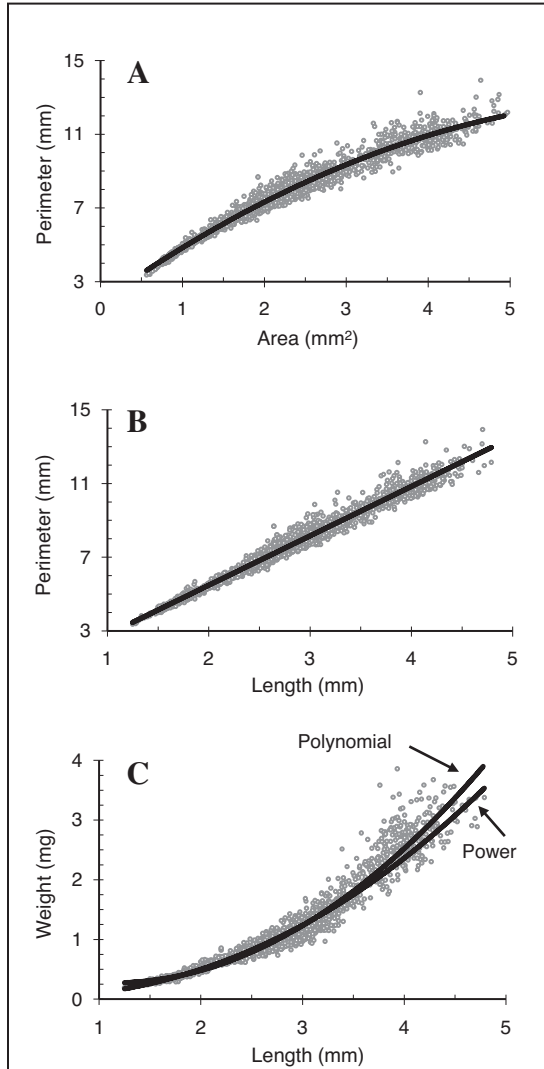 A
15
11
7
3
Perimeter (mm)
0 1 2 3 4 5
Area (mm²)
B
15
11
7
3
Perimeter (mm)
1 2 3 4 5
Length (mm)
C
Polynomial
Power
4
3
2
1
0
Weight (mg)
1 2 3 4 5
Length (mm)